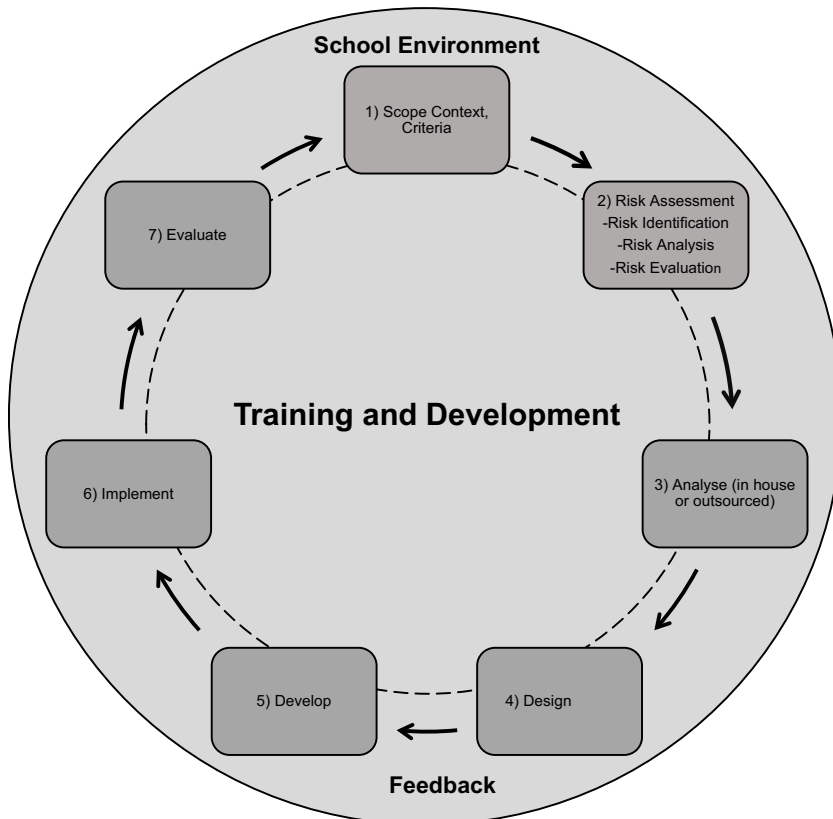 School Environment
1) Scope Context,
Criteria
2) Risk Assessment
-Risk Identification
-Risk Analysis
-Risk Evaluation
3) Analyse (in house
or outsourced)
4) Design
5) Develop
6) Implement
7) Evaluate
Training and Development
Feedback